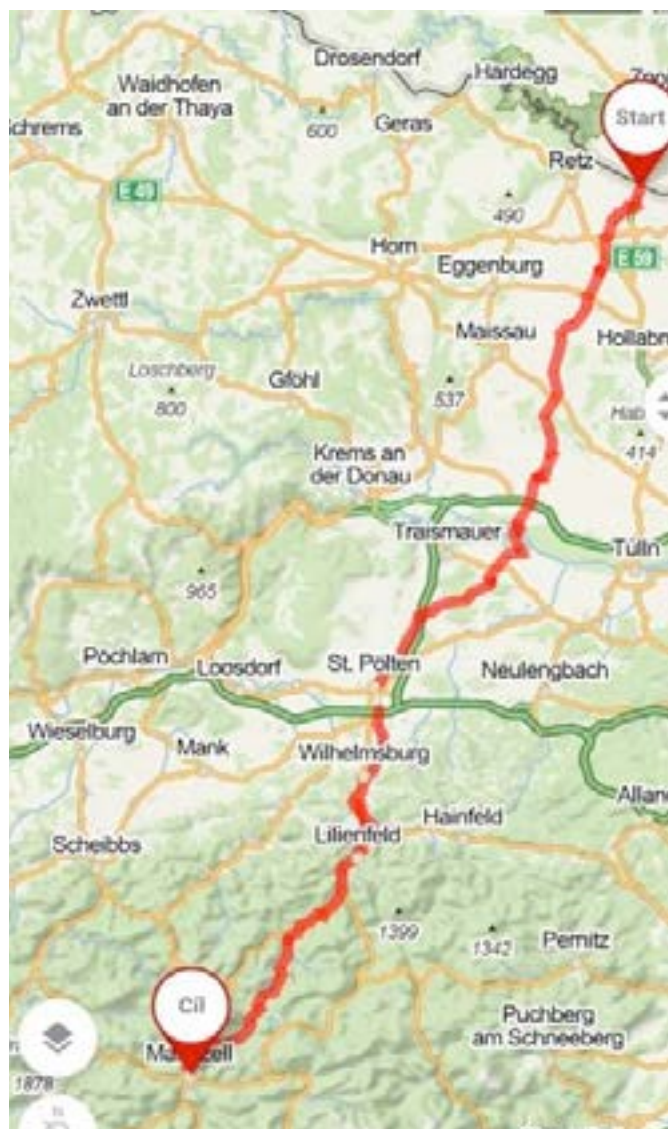 Drosendorf
Hardegg
Waidhofen
an der Thaya
600
Geras
Start
Retz
E 49
490
Horn
Eggenburg
E 59
Zwettl
Maissau
Loschberg
800
Gföhl
537
414
Krems an
der Donau
Traismauer
Tulln
965
Pöchlarn
Loosdorf
St. Pölten
Neulengbach
Wieselburg
Mank
Wilhelmsburg
Scheibbs
Lilienfeld
Hainfeld
1399
1342
Pernitz
Cíl
Puchberg
am Schneeberg
1878